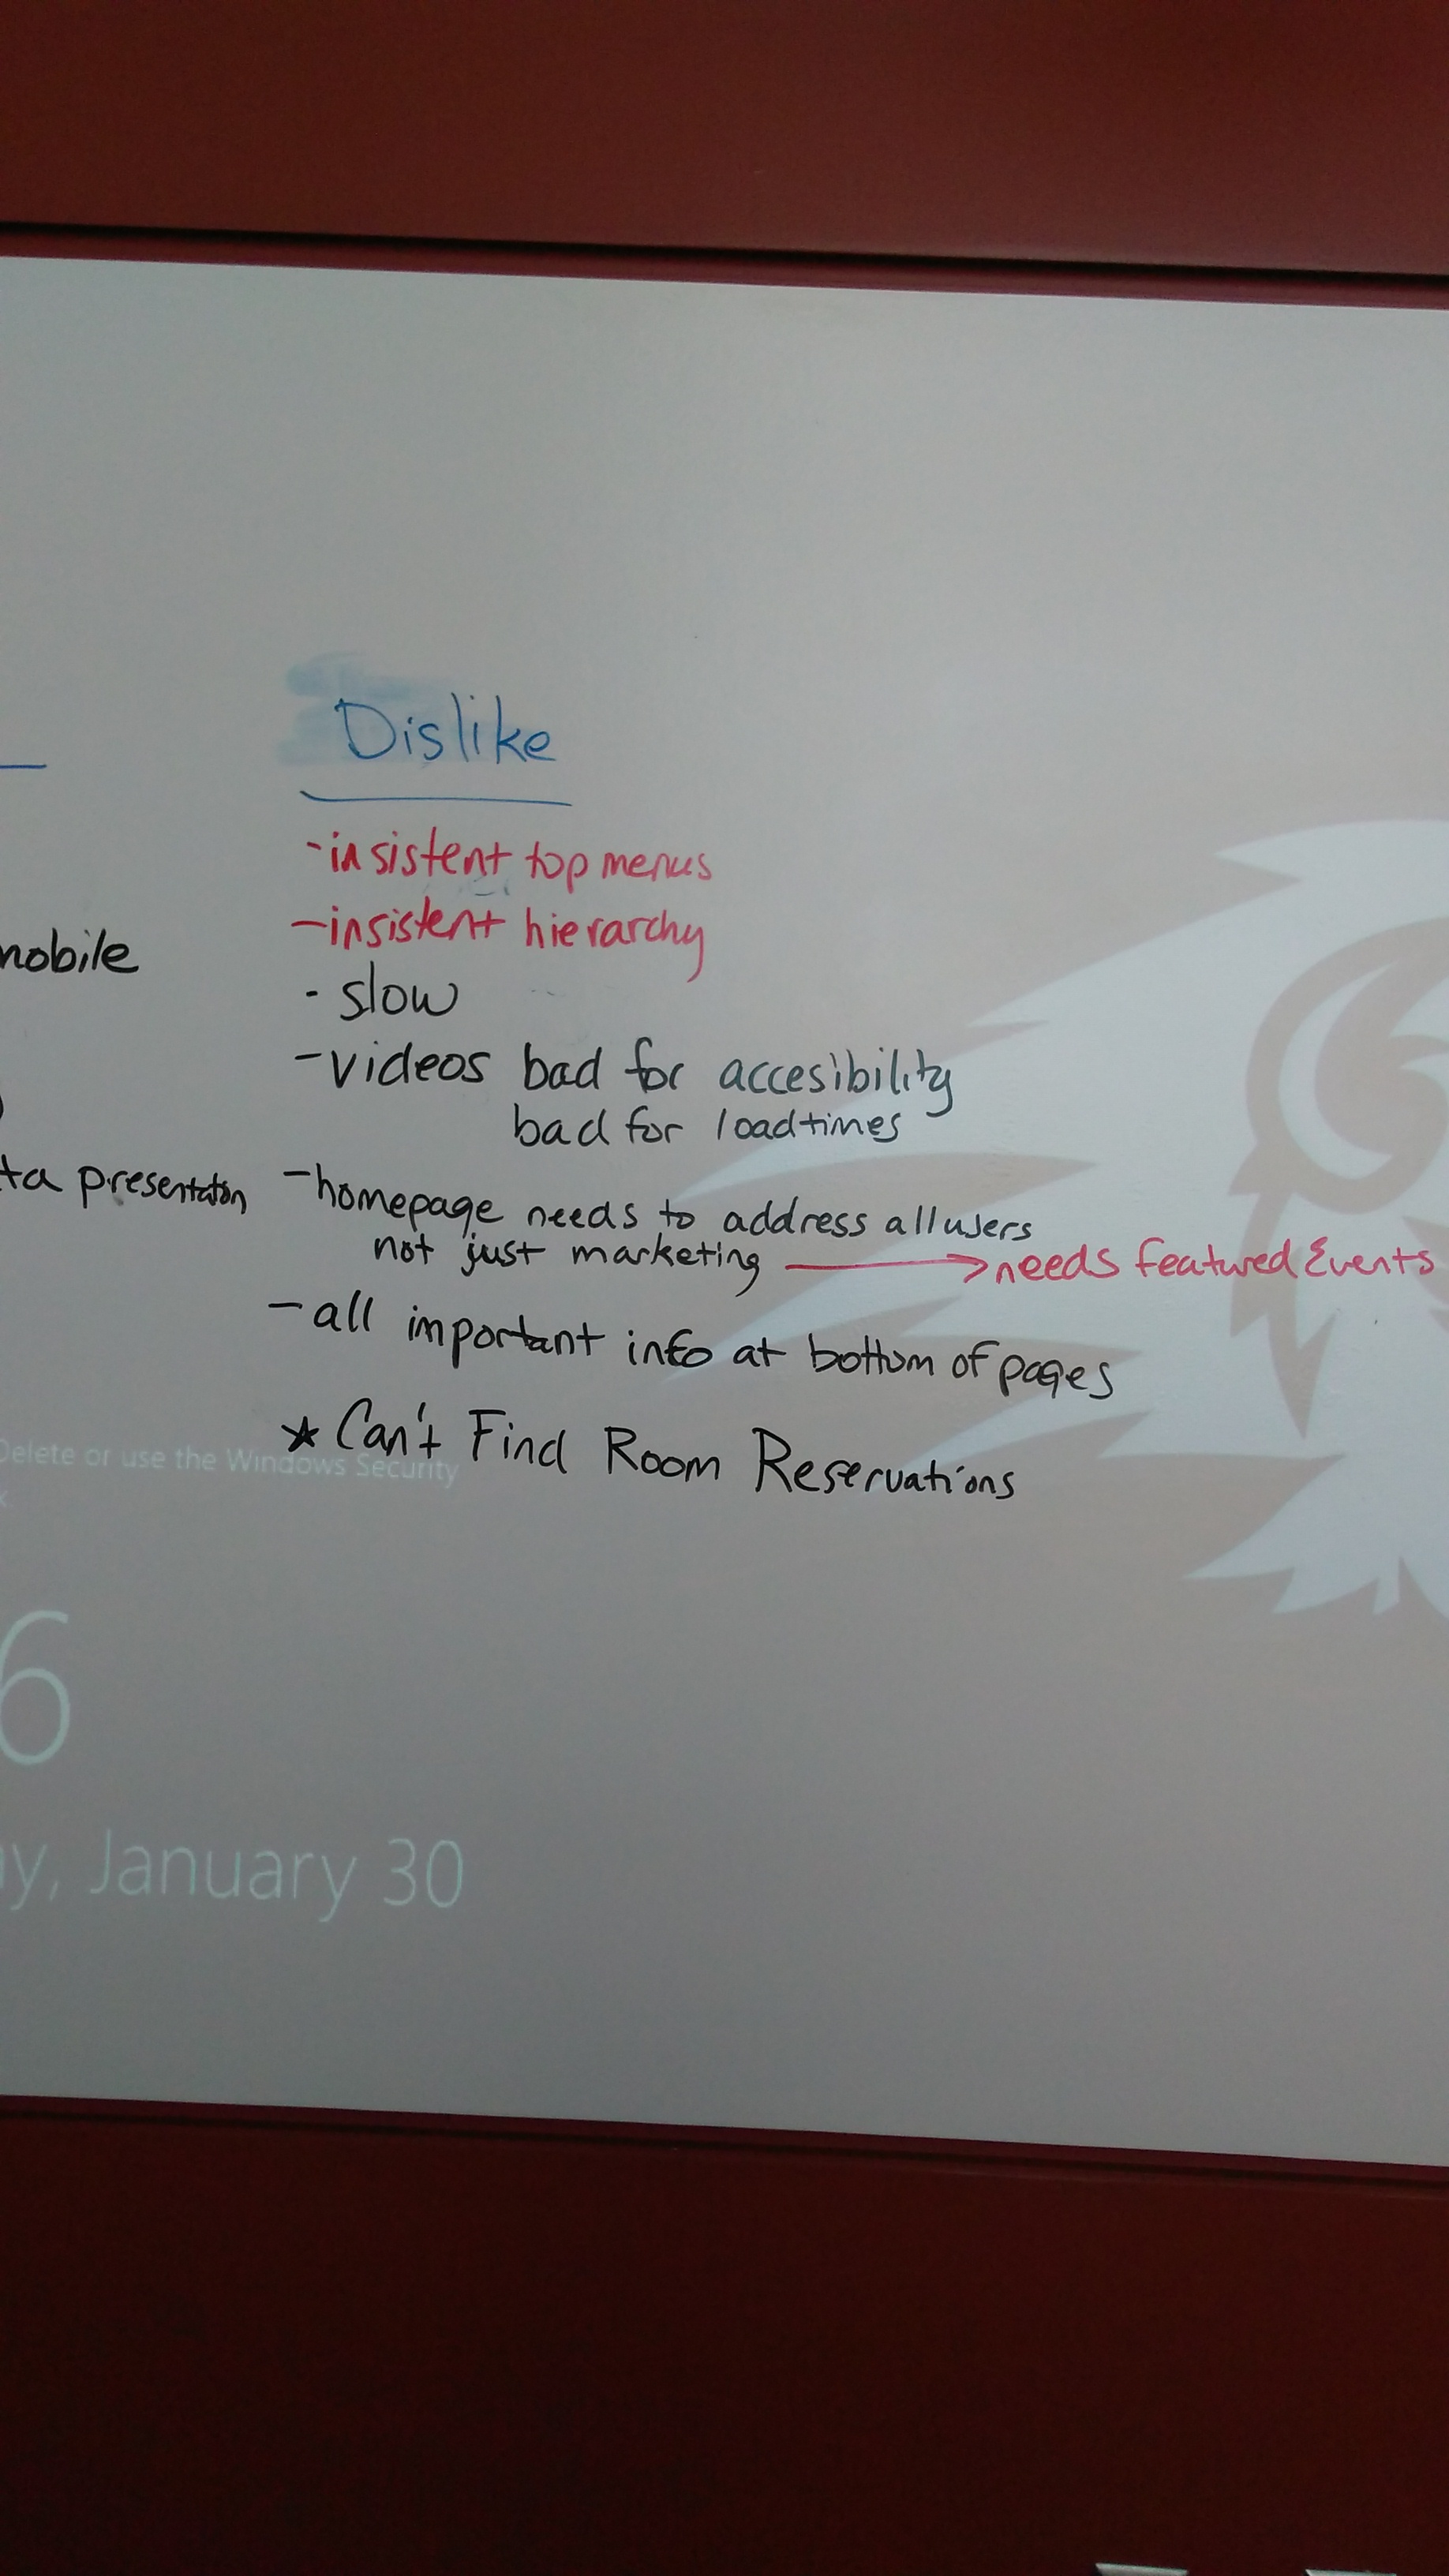 Dislike
-insistent top menus
-insistent hierarchy
mobile
- slow
-videos bad for accesibility
bad for loadtimes
ta presentation
-homepage needs to address all users
not just marketing → needs featured Events
-all important info at bottom of pages
* Can't Find Room Reservations
Delete or use the Windows Security
6
y, January 30